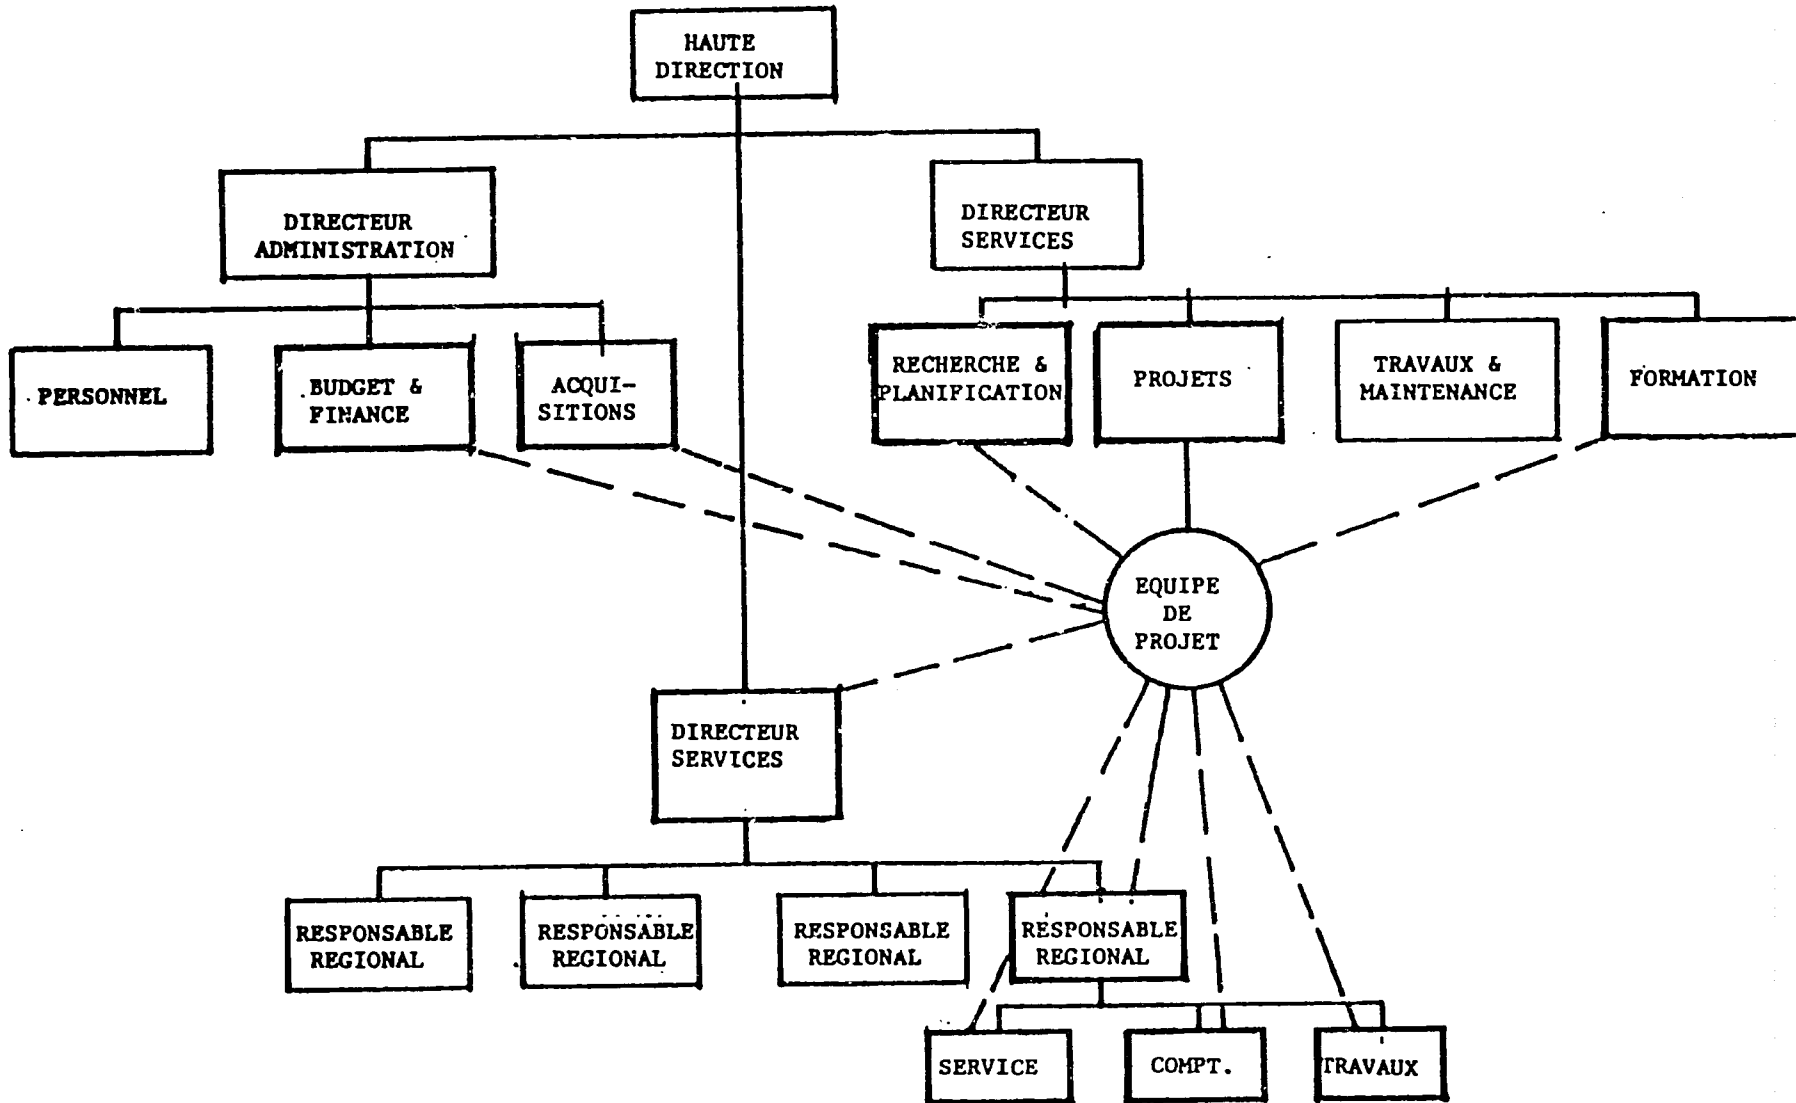 HAUTE
DIRECTION
DIRECTEUR
ADMINISTRATION
DIRECTEUR
SERVICES
PERSONNEL
BUDGET &
FINANCE
ACQUI-
SITIONS
RECHERCHE &
PLANIFICATION
PROJETS
TRAVAUX &
MAINTENANCE
FORMATION
EQUIPE
DE
PROJET
DIRECTEUR
SERVICES
RESPONSABLE
REGIONAL
RESPONSABLE
REGIONAL
RESPONSABLE
REGIONAL
RESPONSABLE
REGIONAL
SERVICE
COMPT.
TRAVAUX